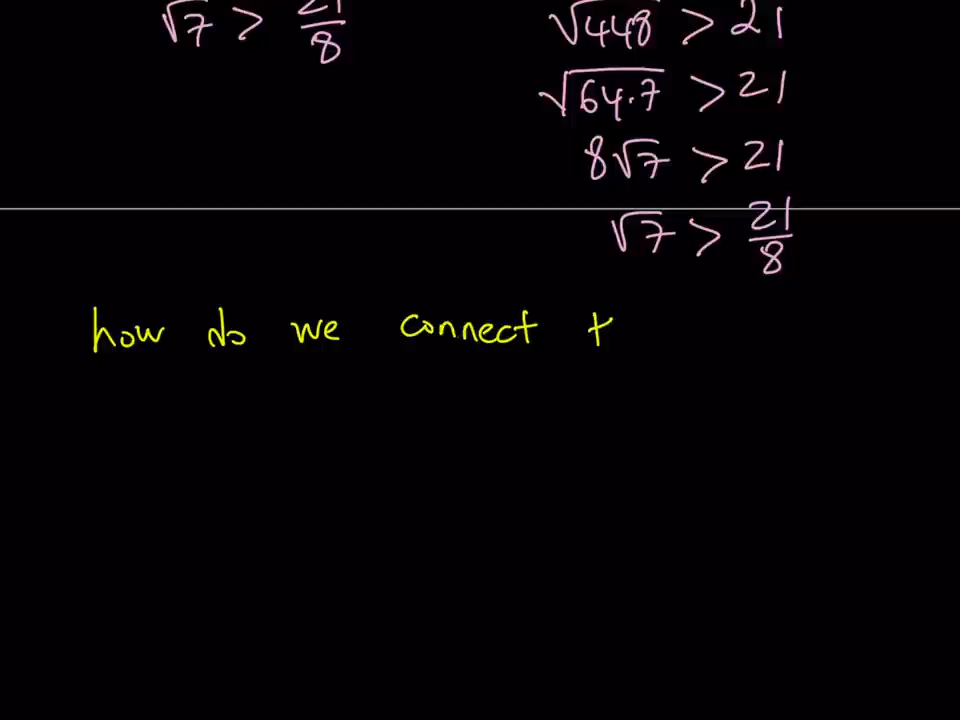 √7 > 21/8
√448 > 21
√64.7 > 21
8√7 > 21
√7 > 21/8
how do we connect t